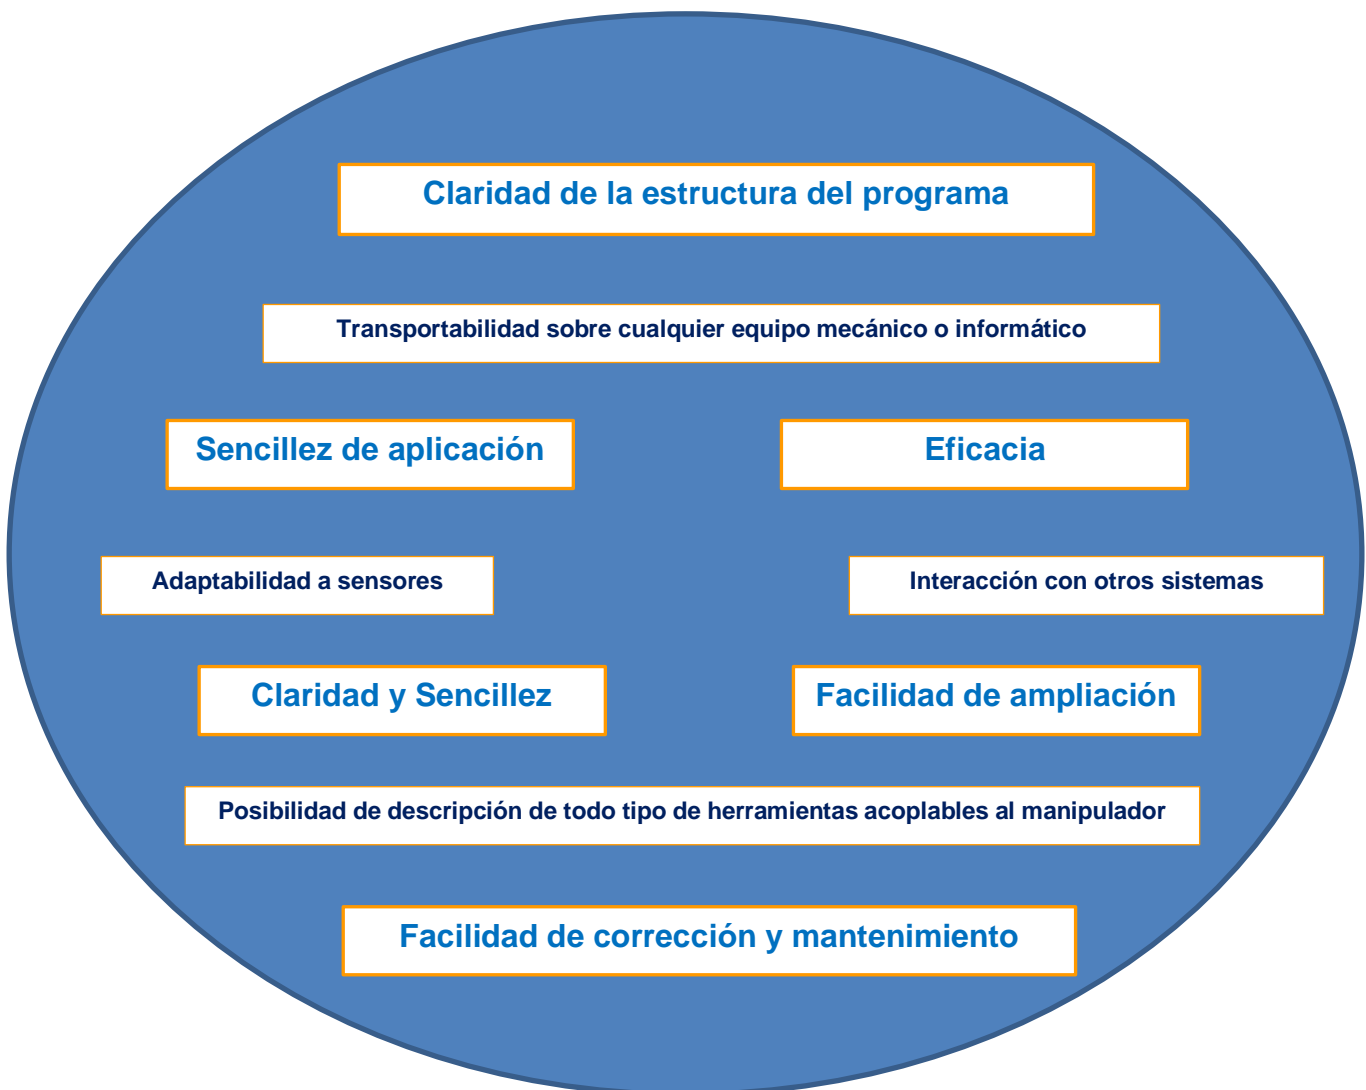 Claridad de la estructura del programa
Transportabilidad sobre cualquier equipo mecánico o informático
Sencillez de aplicación
Eficacia
Adaptabilidad a sensores
Interacción con otros sistemas
Claridad y Sencillez
Facilidad de ampliación
Posibilidad de descripción de todo tipo de herramientas acoplables al manipulador
Facilidad de corrección y mantenimiento